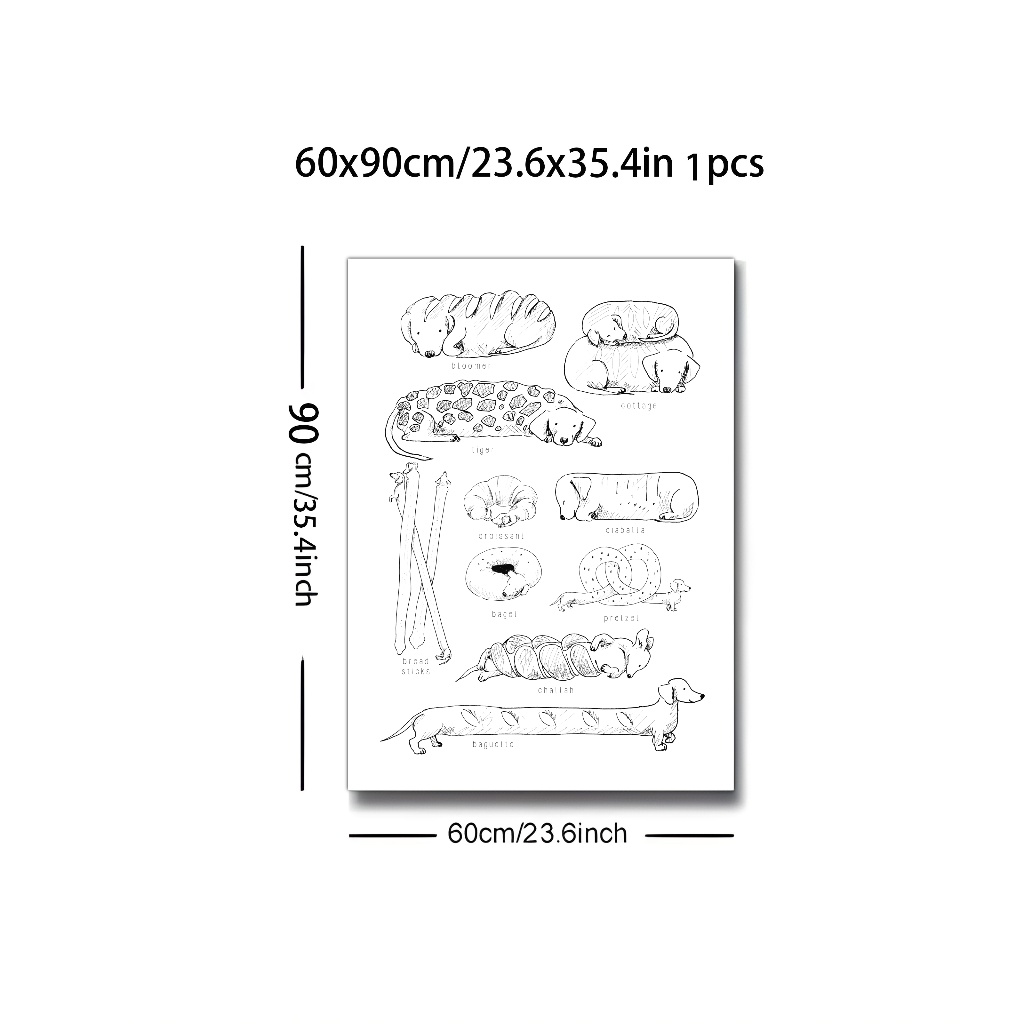 60x90cm/23.6x35.4in 1pcs
90 cm/35.4inch
bloomer
cottage
tiger
croissant
ciabatta
bagel
pretzel
bread
sticks
challah
baguette
60cm/23.6inch